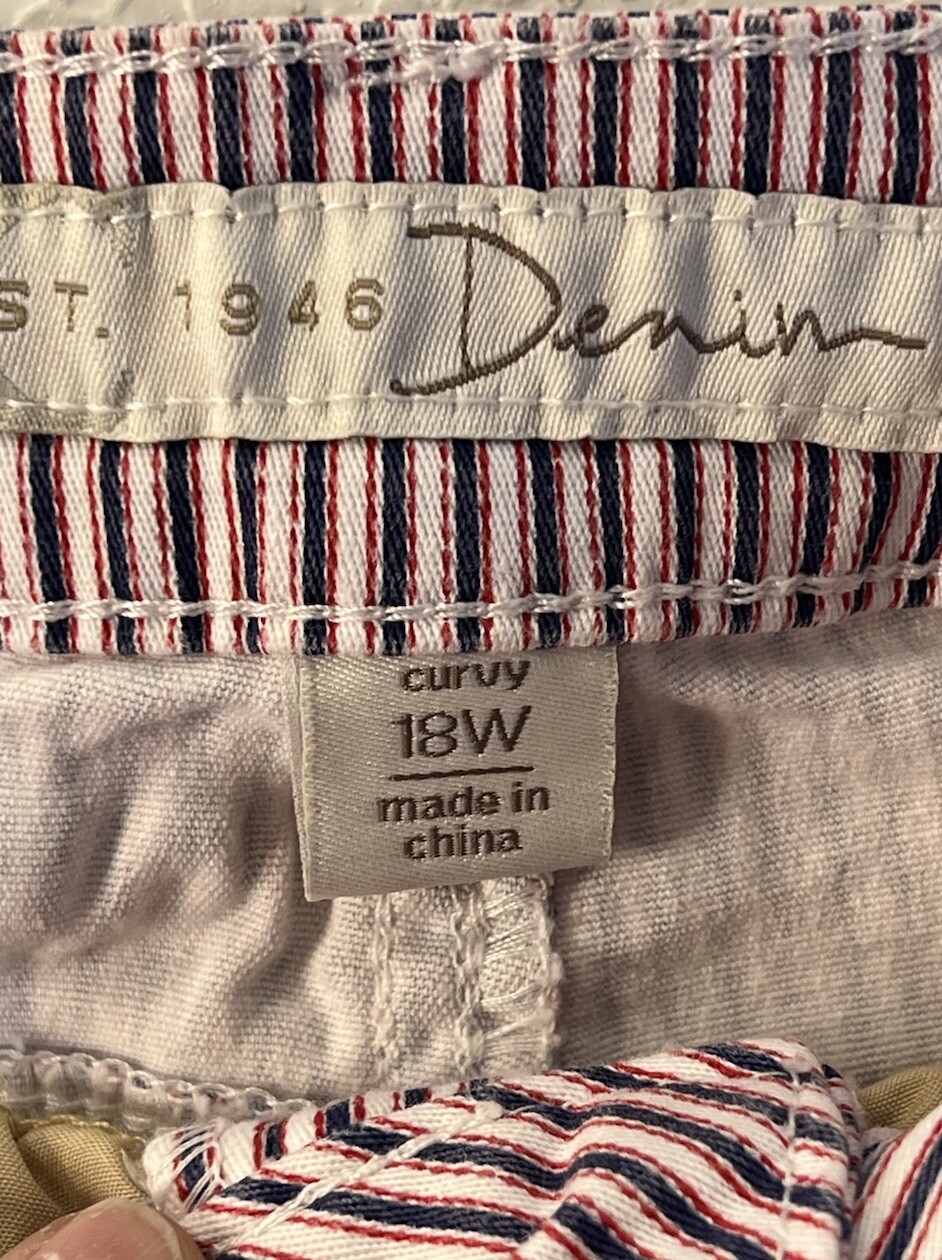 ST. 1946 Denim
curvy
18W
made in
china